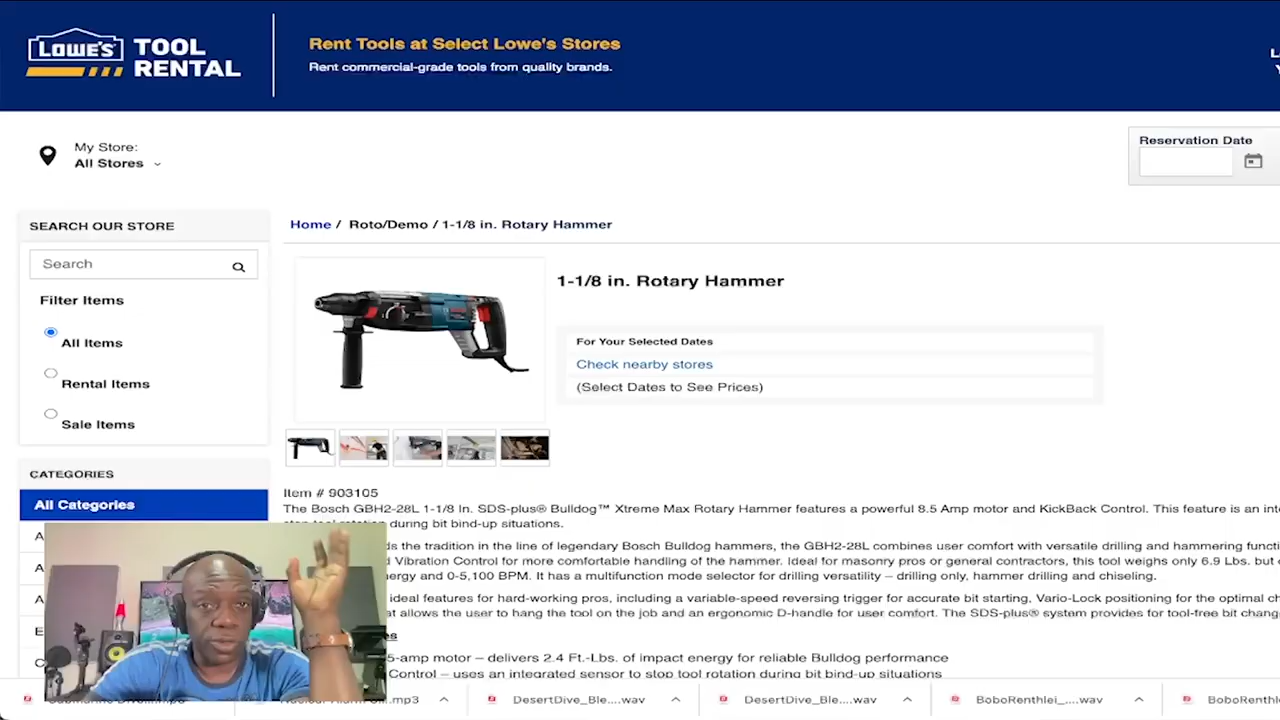 LOWE'S TOOL RENTAL
Rent Tools at Select Lowe's Stores
Rent commercial-grade tools from quality brands.
My Store:
All Stores
Reservation Date
SEARCH OUR STORE
Search
Filter Items
All Items
Rental Items
Sale Items
CATEGORIES
All Categories
Home / Roto/Demo / 1-1/8 in. Rotary Hammer
1-1/8 in. Rotary Hammer
For Your Selected Dates
Check nearby stores
(Select Dates to See Prices)
Item # 903105
The Bosch GBH2-28L 1-1/8 In. SDS-plus® Bulldog™ Xtreme Max Rotary Hammer features a powerful 8.5 Amp motor and KickBack Control. This feature is an
during bit bind-up situations.
the tradition in the line of legendary Bosch Bulldog hammers, the GBH2-28L combines user comfort with versatile drilling and hammering
Vibration Control for more comfortable handling of the hammer. Ideal for masonry pros or general contractors, this tool weighs only 6.9 Lbs. but
and 0-5,100 BPM. It has a multifunction mode selector for drilling versatility – drilling only, hammer drilling and chiseling.
ideal features for hard-working pros, including a variable-speed reversing trigger for accurate bit starting, Vario-Lock positioning for the optimal
allows the user to hang the tool on the job and an ergonomic D-handle for user comfort. The SDS-plus® system provides for tool-free bit
5-amp motor – delivers 2.4 Ft.-Lbs. of impact energy for reliable Bulldog performance
Control – uses an integrated sensor to stop tool rotation during bit bind-up situations
DesertDive_Ble....wav
DesertDive_Ble....wav
BoboRenthlei_....wav